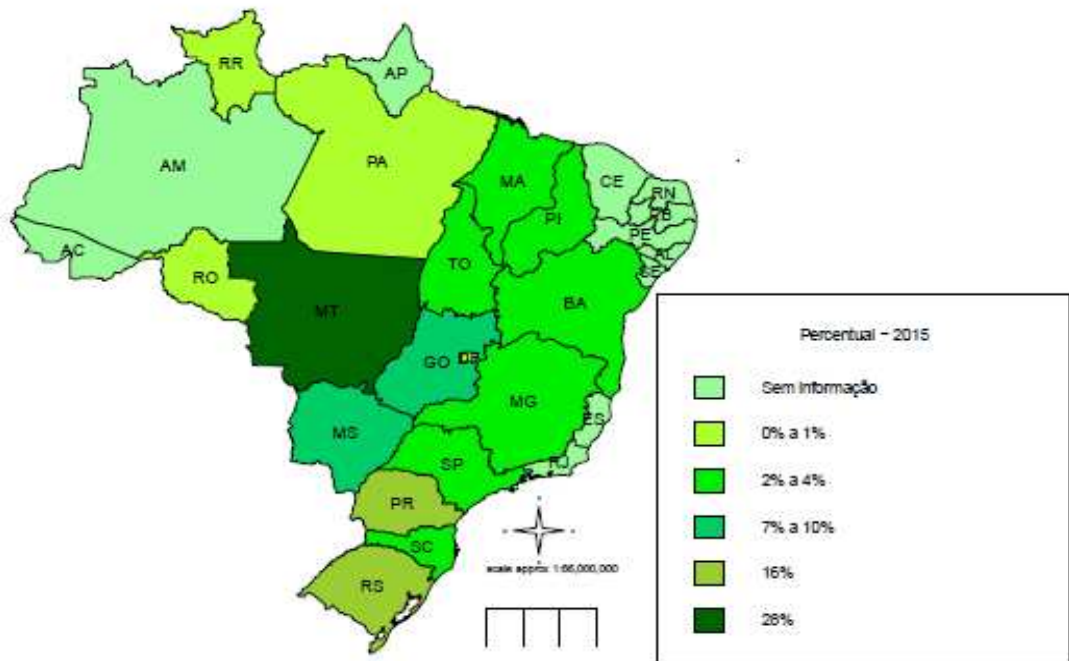 RR
AP
AM
PA
MA
CE
RN
PB
PI
PE
AC
AL
SE
TO
RO
BA
MT
GO
DF
MG
MS
ES
SP
RJ
PR
SC
RS
scale approx 1:66,000,000
Percentual - 2015
Sem Informação
0% a 1%
2% a 4%
7% a 10%
16%